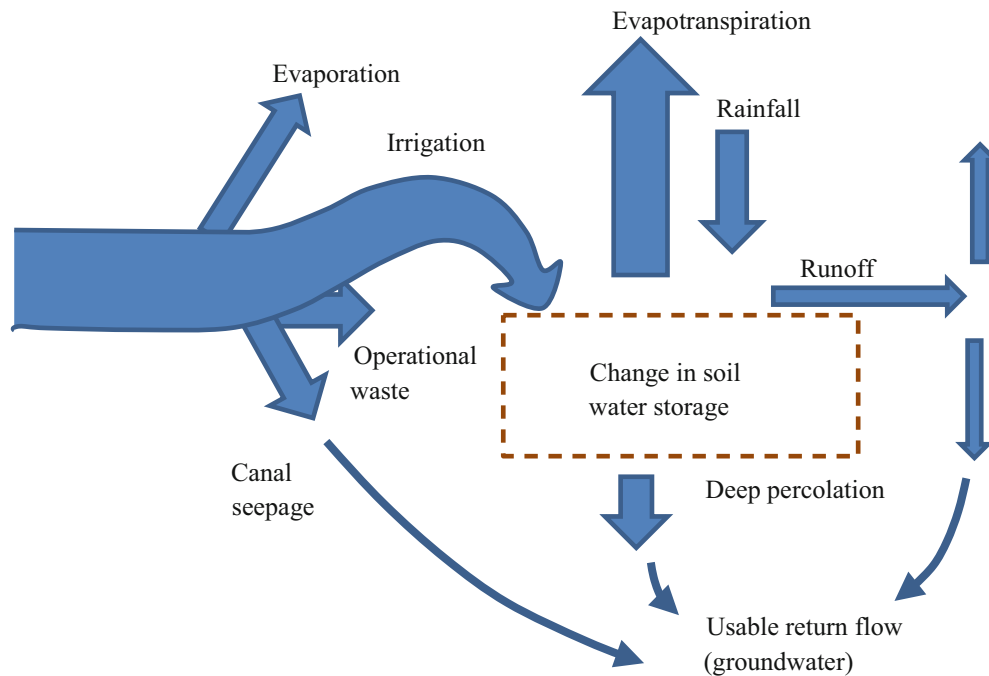 Evapotranspiration
Evaporation
Rainfall
Irrigation
Runoff
Operational
waste
Change in soil
water storage
Canal
seepage
Deep percolation
Usable return flow
(groundwater)